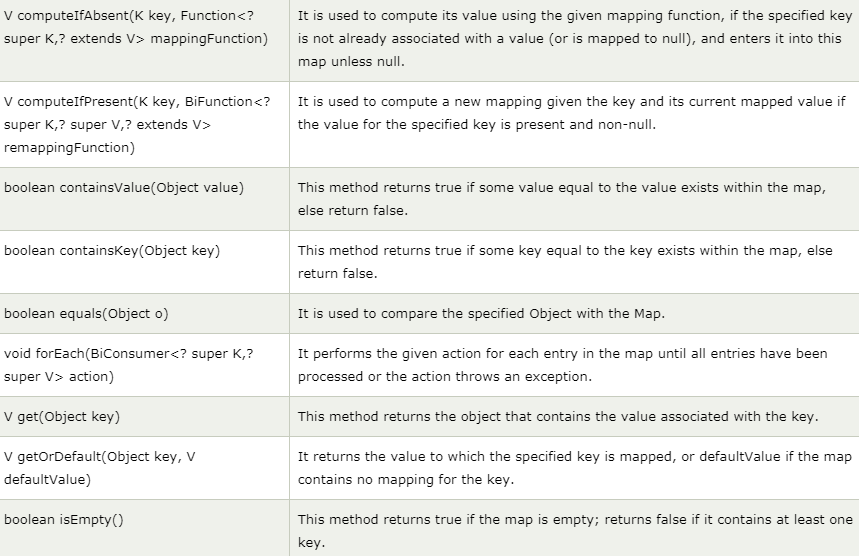 V computeIfAbsent(K key, Function<?
super K,? extends V> mappingFunction)
It is used to compute its value using the given mapping function, if the specified key
is not already associated with a value (or is mapped to null), and enters it into this
map unless null.
V computeIfPresent(K key, BiFunction<?
super K,? super V,? extends V>
remappingFunction)
It is used to compute a new mapping given the key and its current mapped value if
the value for the specified key is present and non-null.
boolean containsValue(Object value)
This method returns true if some value equal to the value exists within the map,
else return false.
boolean containsKey(Object key)
This method returns true if some key equal to the key exists within the map, else
return false.
boolean equals(Object o)
It is used to compare the specified Object with the Map.
void forEach(BiConsumer<? super K,?
super V> action)
It performs the given action for each entry in the map until all entries have been
processed or the action throws an exception.
V get(Object key)
This method returns the object that contains the value associated with the key.
V getOrDefault(Object key, V
defaultValue)
It returns the value to which the specified key is mapped, or defaultValue if the map
contains no mapping for the key.
boolean isEmpty()
This method returns true if the map is empty; returns false if it contains at least one
key.